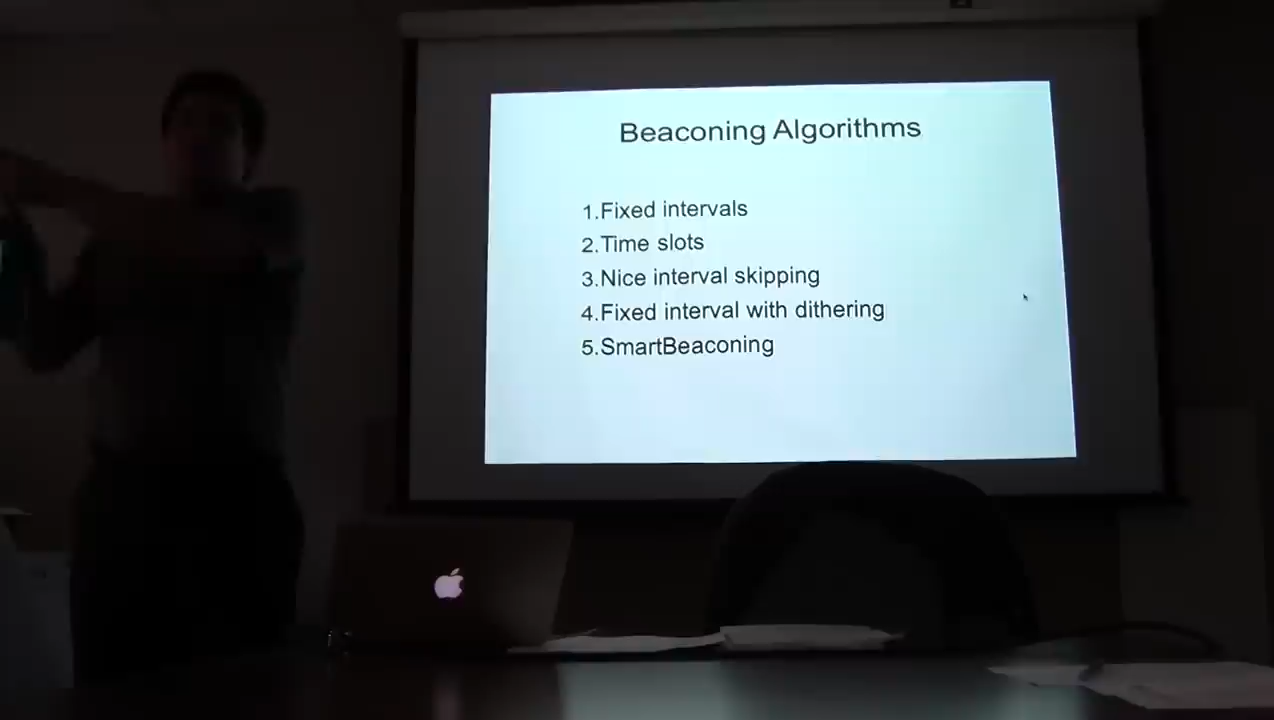 Beaconing Algorithms
1.Fixed intervals
2.Time slots
3.Nice interval skipping
4.Fixed interval with dithering
5.SmartBeaconing